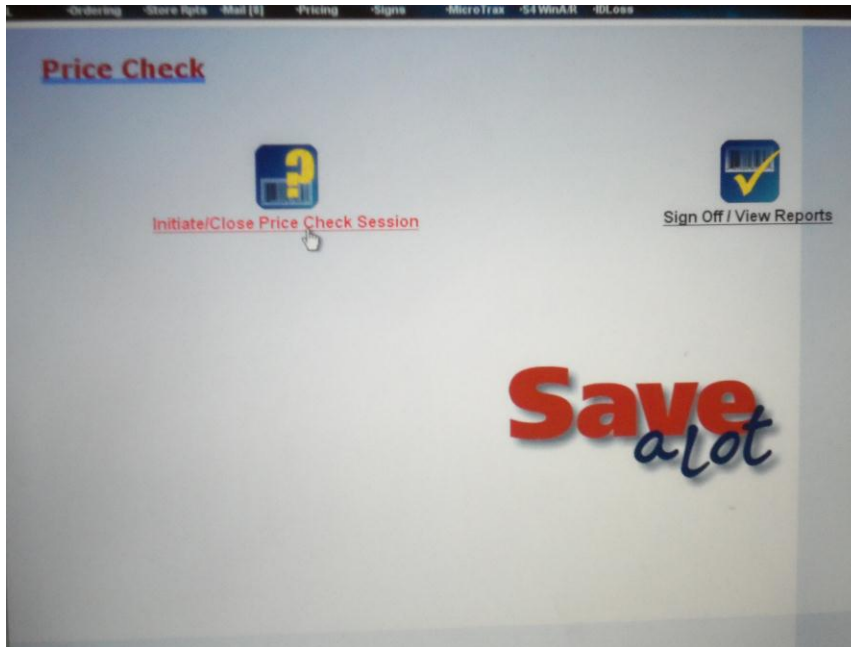 ·Ordering ·Store Rpts ·Mail [6] ·Pricing ·Signs ·MicroTrax ·S4 WinA/R ·IDLoss
Price Check
Initiate/Close Price Check Session
Sign Off / View Reports
Save
a lot